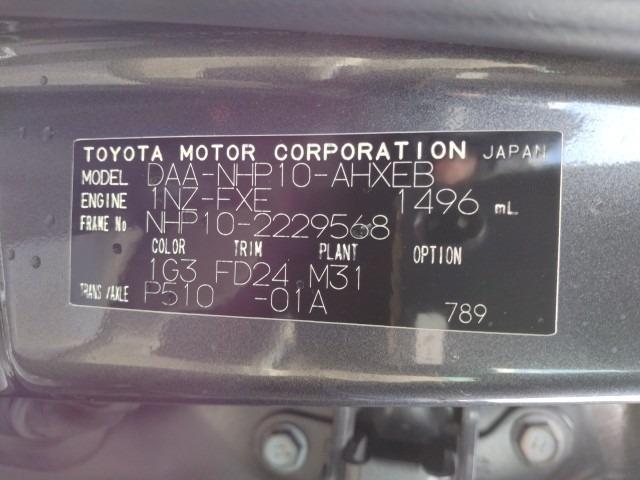 TOYOTA MOTOR CORPORATION JAPAN
MODEL DAA-NHP10-AHXEB
ENGINE 1NZ-FXE 1496 mL
FRAME No NHP10-2229568
COLOR TRIM PLANT OPTION
1G3 FD24 M31
TRANS/AXLE P510 -01A
789